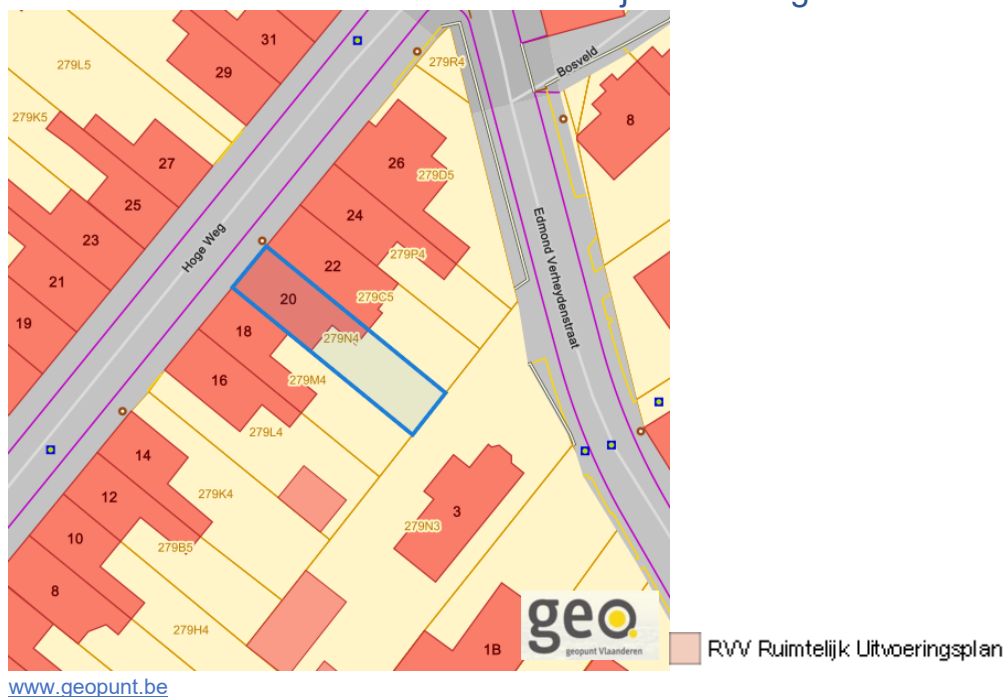 31
29
279L5
279K5
27
25
23
21
19
Hoge Weg
279R4
Bosveld
8
26
279D5
24
279P4
22
279C5
20
279N4
18
279M4
16
279L4
Edmond Verheydenstraat
14
12
10
8
279K4
279B5
279H4
3
279N3
1B
geo.
geopunt Vlaanderen
RVV Ruimtelijk Uitvoeringsplan
www.geopunt.be